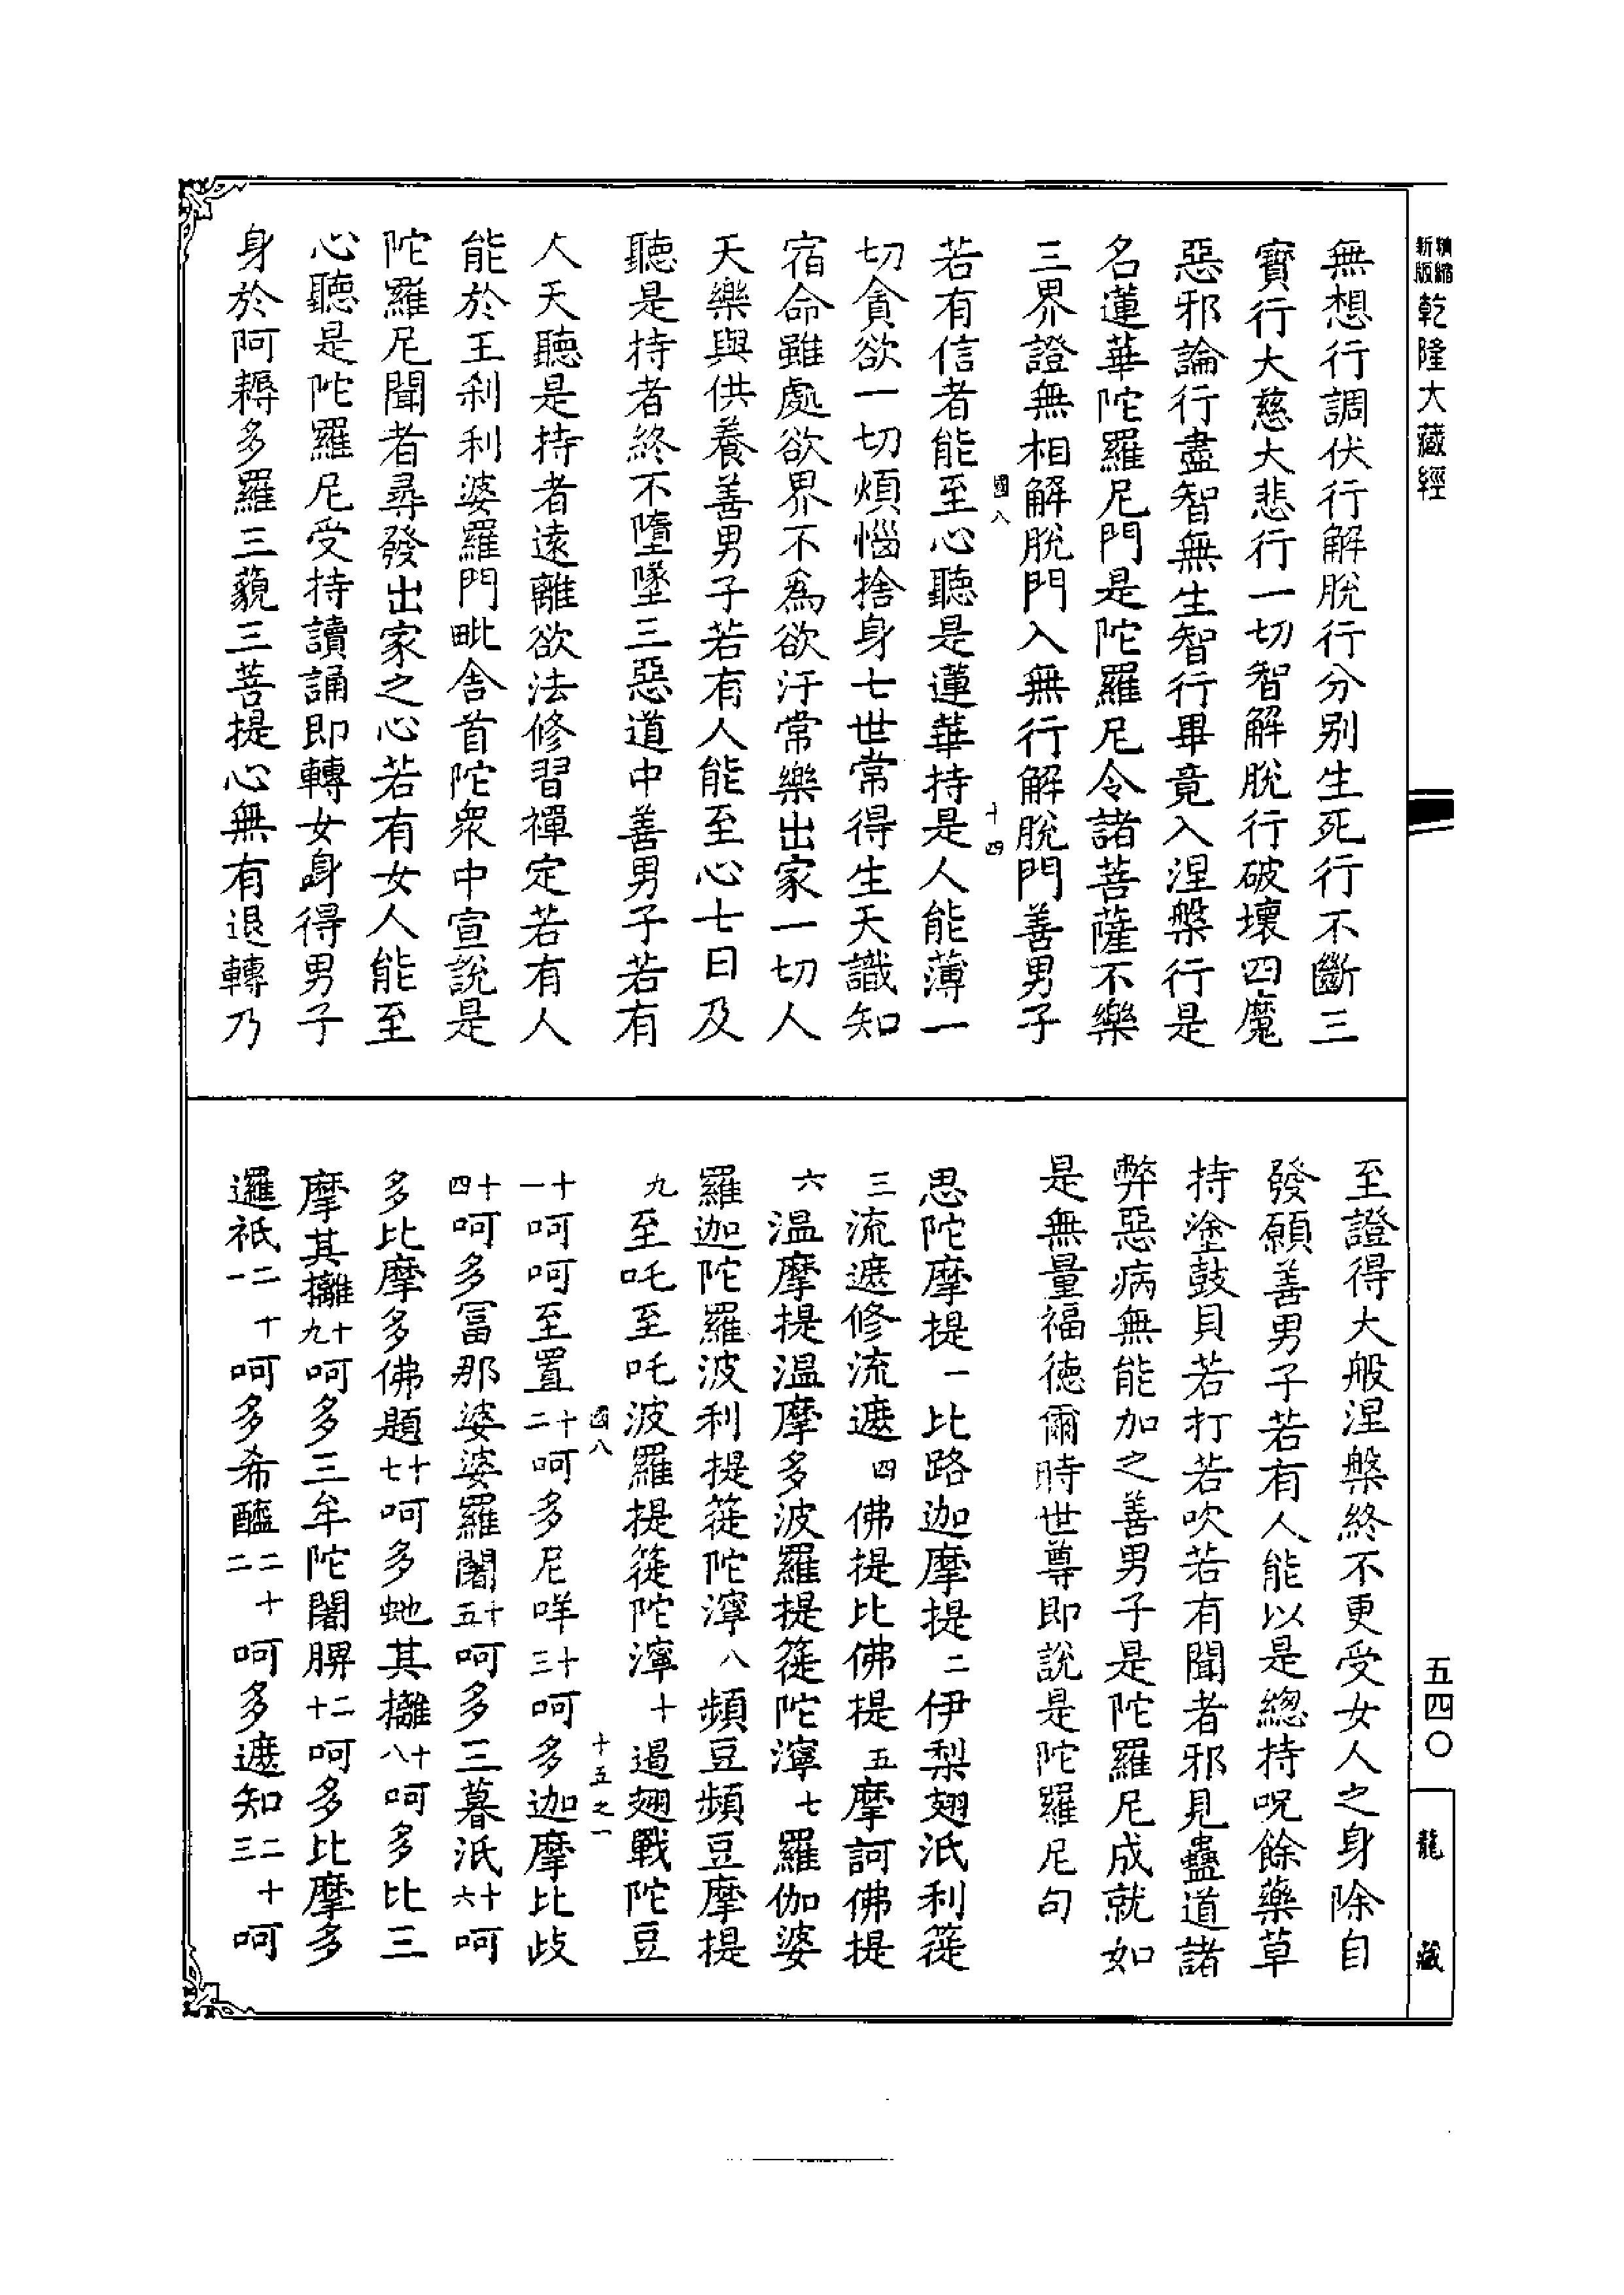 精縮新版 乾隆大藏經
無想行調伏行解脫行分別生死行不斷三
寶行大慈大悲行一切智解脫行破壞四魔
惡邪論行盡智無生智行畢竟入涅槃行是
名蓮華陀羅尼門是陀羅尼令諸菩薩不樂
三界證無相解脫門入無行解脫門善男子
國八 十四
若有信者能至心聽是蓮華持是人能薄一
切貪欲一切煩惱捨身七世常得生天識知
宿命雖處欲界不為欲汙常樂出家一切人
天樂與供養善男子若有人能至心七日及
聽是持者終不墮墜三惡道中善男子若有
人天聽是持者遠離欲法修習禪定若有人
能於王剎利婆羅門毗舍首陀眾中宣說是
陀羅尼聞者尋發出家之心若有女人能至
心聽是陀羅尼受持讀誦即轉女身得男子
身於阿耨多羅三藐三菩提心無有退轉乃
至證得大般涅槃終不更受女人之身除自
發願善男子若有人能以是總持呪餘藥草
持塗鼓貝若打若吹若有聞者邪見蠱道諸
弊惡病無能加之善男子是陀羅尼成就如
是無量福德爾時世尊即說是陀羅尼句
思陀摩提一比路迦摩提二伊梨翅汦利蓰
三流遮修流遮四佛提比佛提五摩訶佛提
六溫摩提溫摩多波羅提簁陀濘七羅伽婆
羅迦陀羅波利提簁陀濘八頻豆頻豆摩提
九至吒至吒波羅提簁陀濘十遏翅戰陀豆
國八 十五之一
十一呵呵至置十二呵多尼咩十三呵多迦摩比歧
十四呵多冨那婆婆羅闍十五呵多三暮汦十六呵
多比摩多佛題十七呵多虵其攡十八呵多比三
摩其攡十九呵多三牟陀闍膞二十呵多比摩多
邏衹二十一呵多希醯二十二呵多遮知二十三呵
五四〇
龍藏